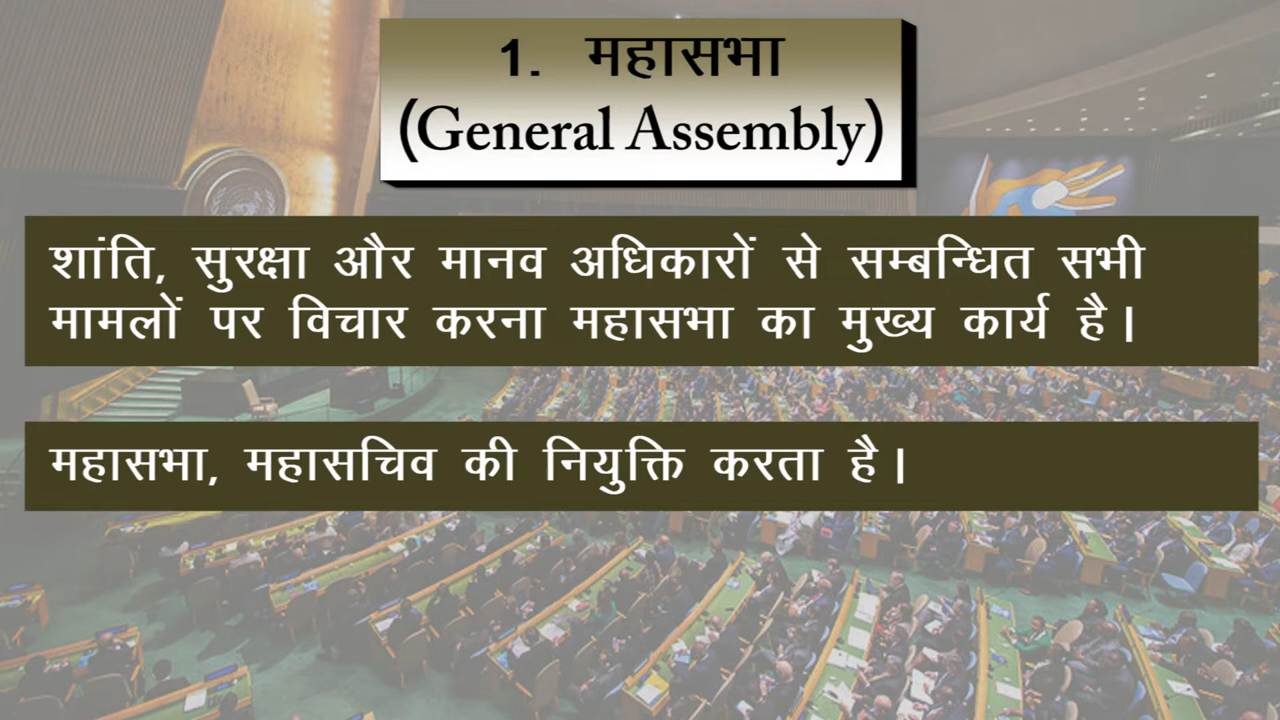 1. महासभा
(General Assembly)
शांति, सुरक्षा और मानव अधिकारों से सम्बन्धित सभी
मामलों पर विचार करना महासभा का मुख्य कार्य है।
महासभा, महासचिव की नियुक्ति करता है।